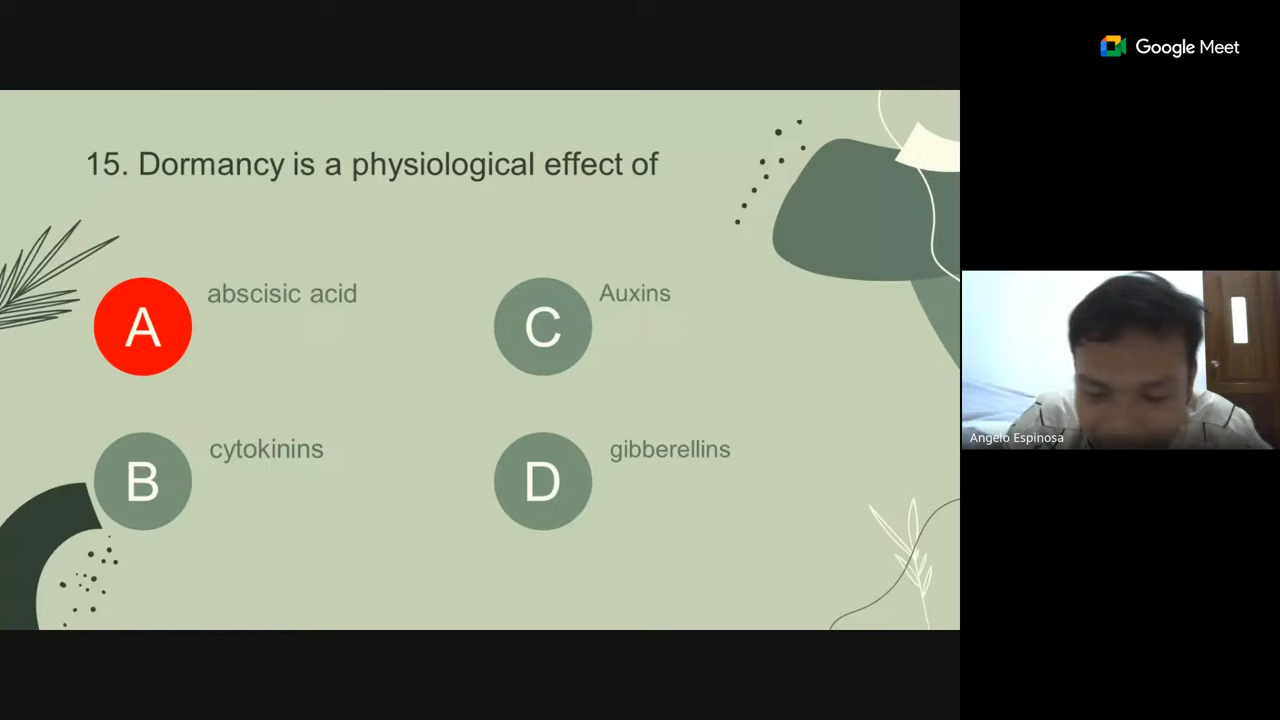 Google Meet
15. Dormancy is a physiological effect of
A
abscisic acid
C
Auxins
B
cytokinins
D
gibberellins
Angelo Espinosa